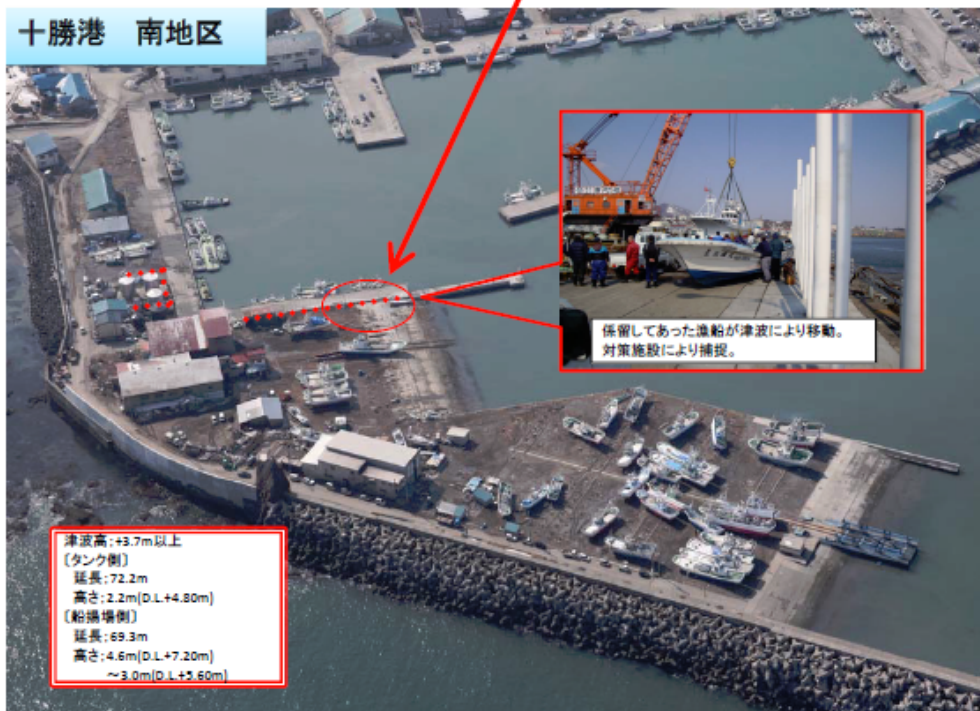 十勝港　南地区
係留してあった漁船が津波により移動。
対策施設により捕捉。
津波高；+3.7m以上
〔タンク側〕
延長；72.2m
高さ；2.2m(D.L.+4.80m)
〔船揚場側〕
延長；69.3m
高さ；4.6m(D.L.+7.20m)
～3.0m(D.L.+5.60m)